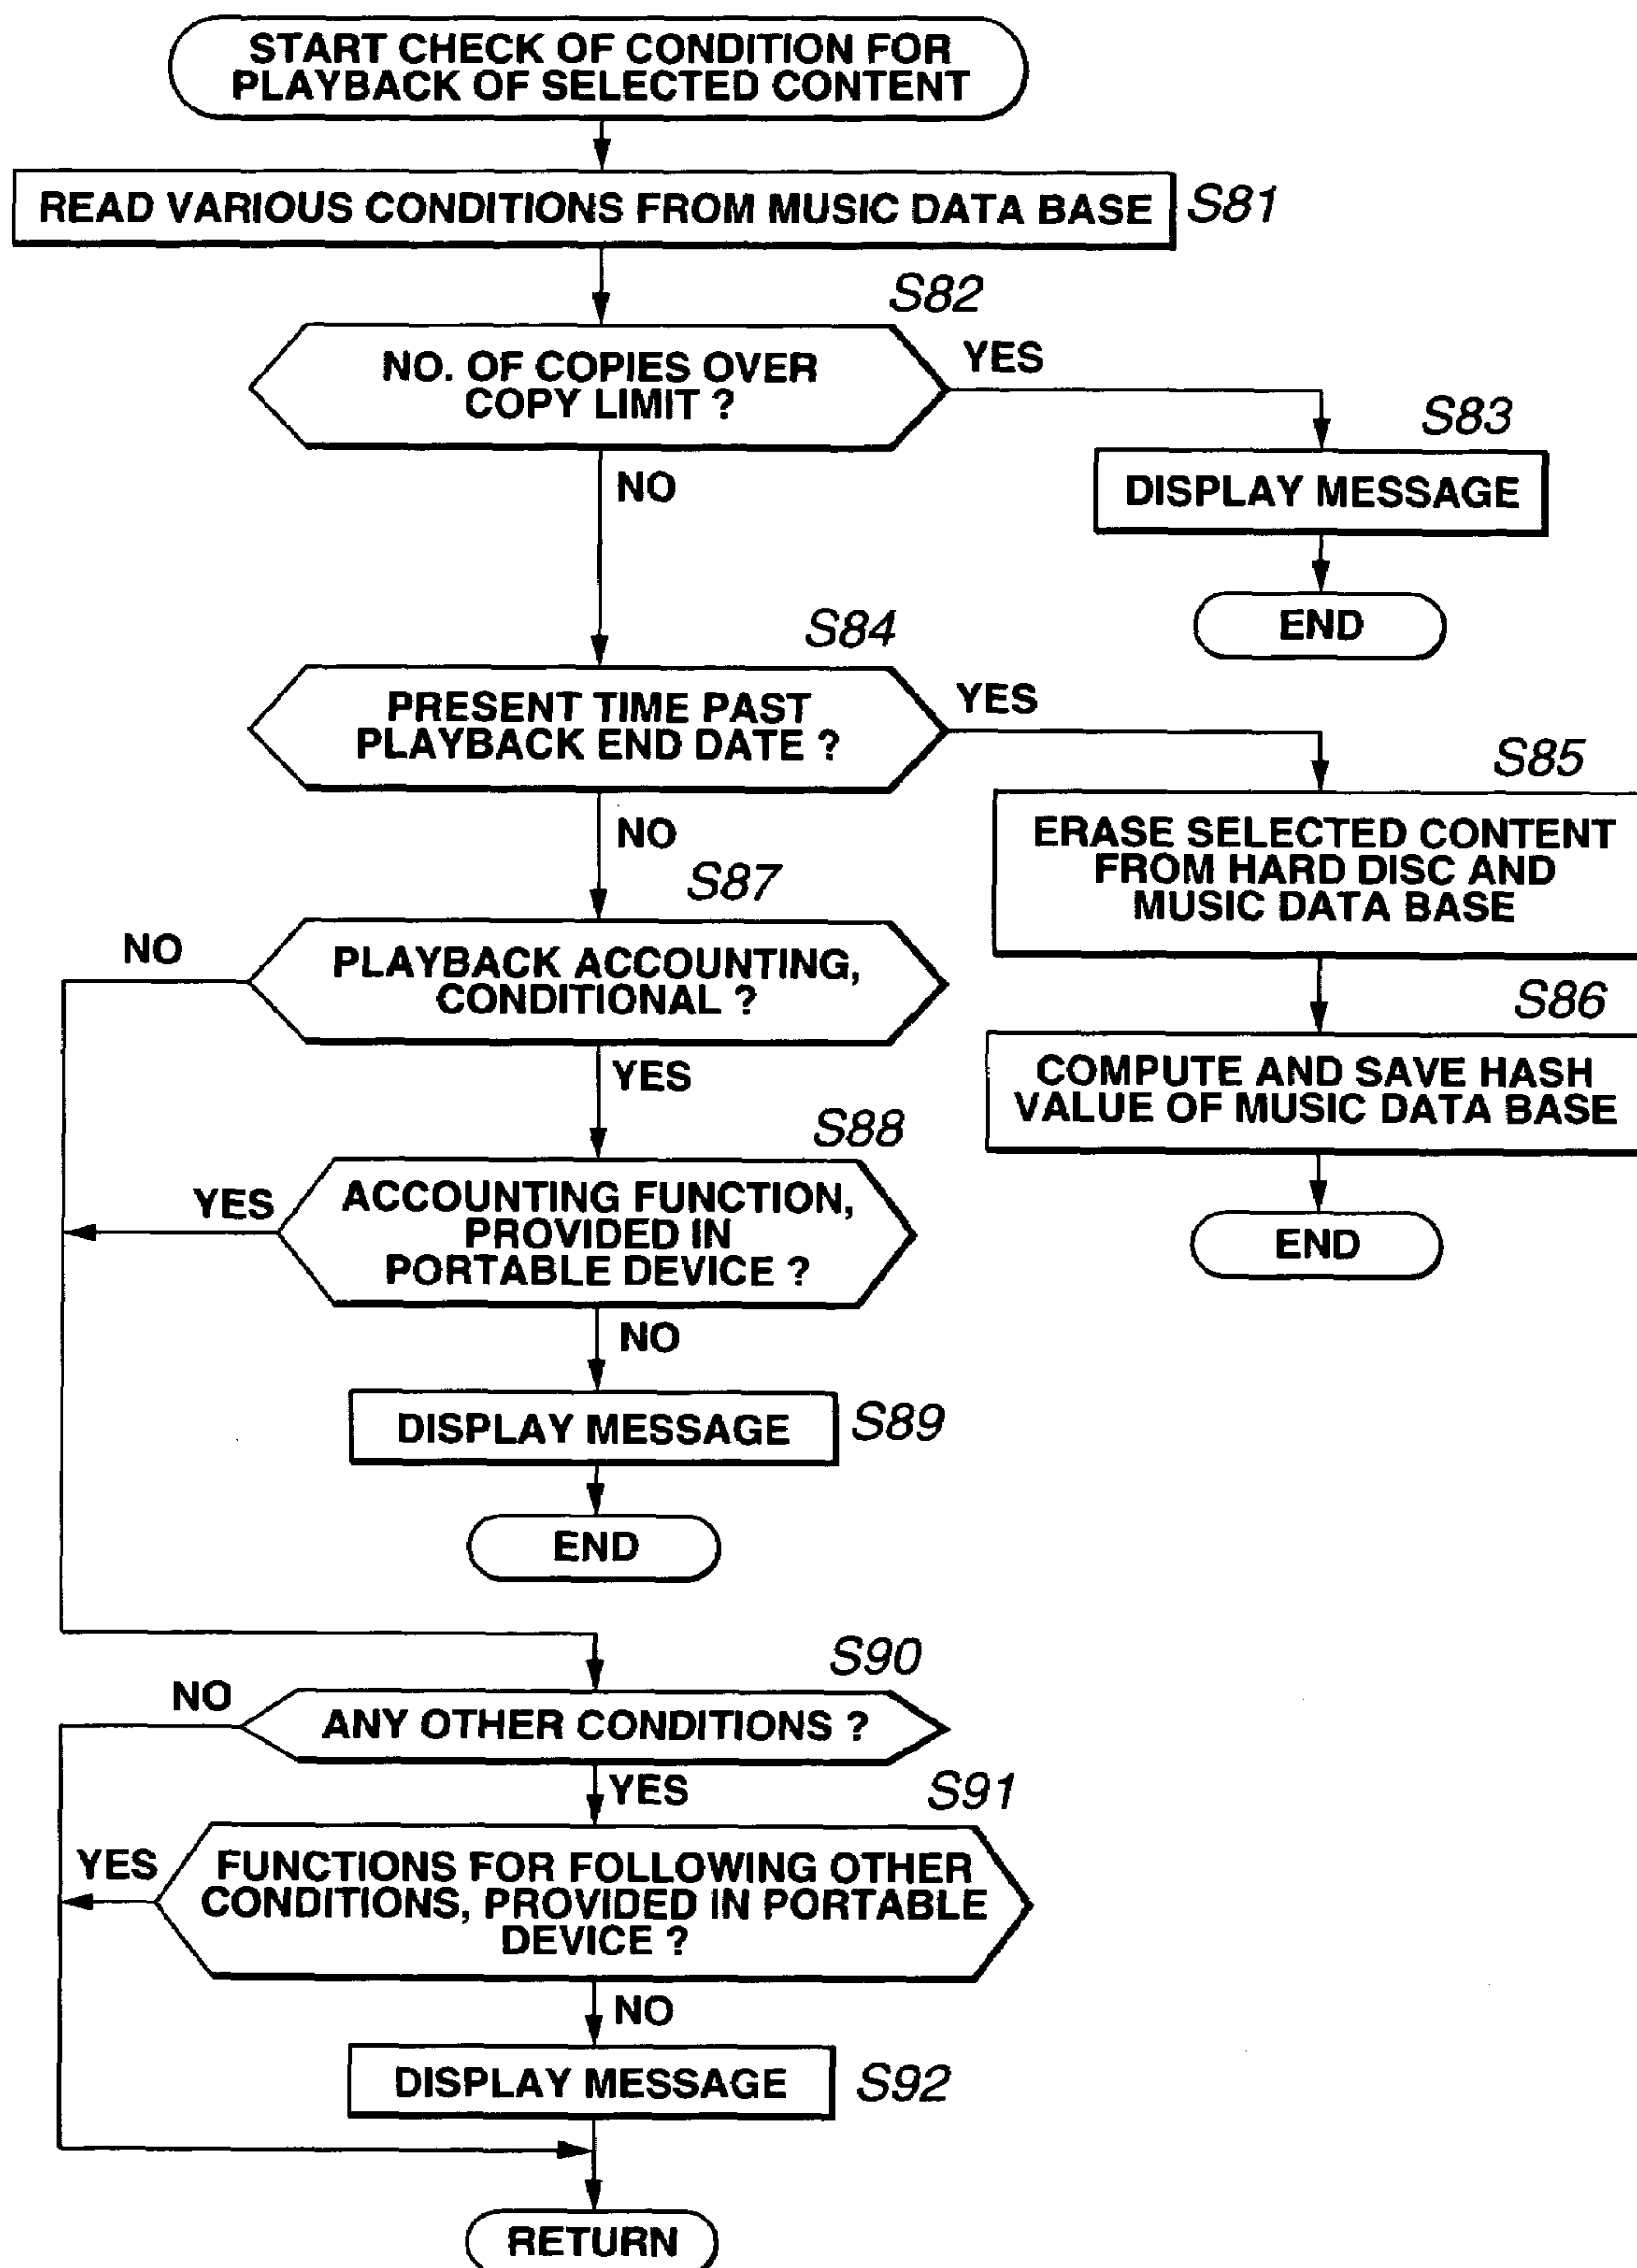 START CHECK OF CONDITION FOR
PLAYBACK OF SELECTED CONTENT
READ VARIOUS CONDITIONS FROM MUSIC DATA BASE
S81
S82
NO. OF COPIES OVER
COPY LIMIT ?
YES
NO
S83
DISPLAY MESSAGE
END
S84
PRESENT TIME PAST
PLAYBACK END DATE ?
YES
NO
S85
ERASE SELECTED CONTENT
FROM HARD DISC AND
MUSIC DATA BASE
S86
COMPUTE AND SAVE HASH
VALUE OF MUSIC DATA BASE
END
S87
PLAYBACK ACCOUNTING,
CONDITIONAL ?
NO
YES
S88
ACCOUNTING FUNCTION,
PROVIDED IN
PORTABLE DEVICE ?
YES
NO
DISPLAY MESSAGE
S89
END
S90
ANY OTHER CONDITIONS ?
NO
YES
S91
FUNCTIONS FOR FOLLOWING OTHER
CONDITIONS, PROVIDED IN PORTABLE
DEVICE ?
YES
NO
DISPLAY MESSAGE
S92
RETURN